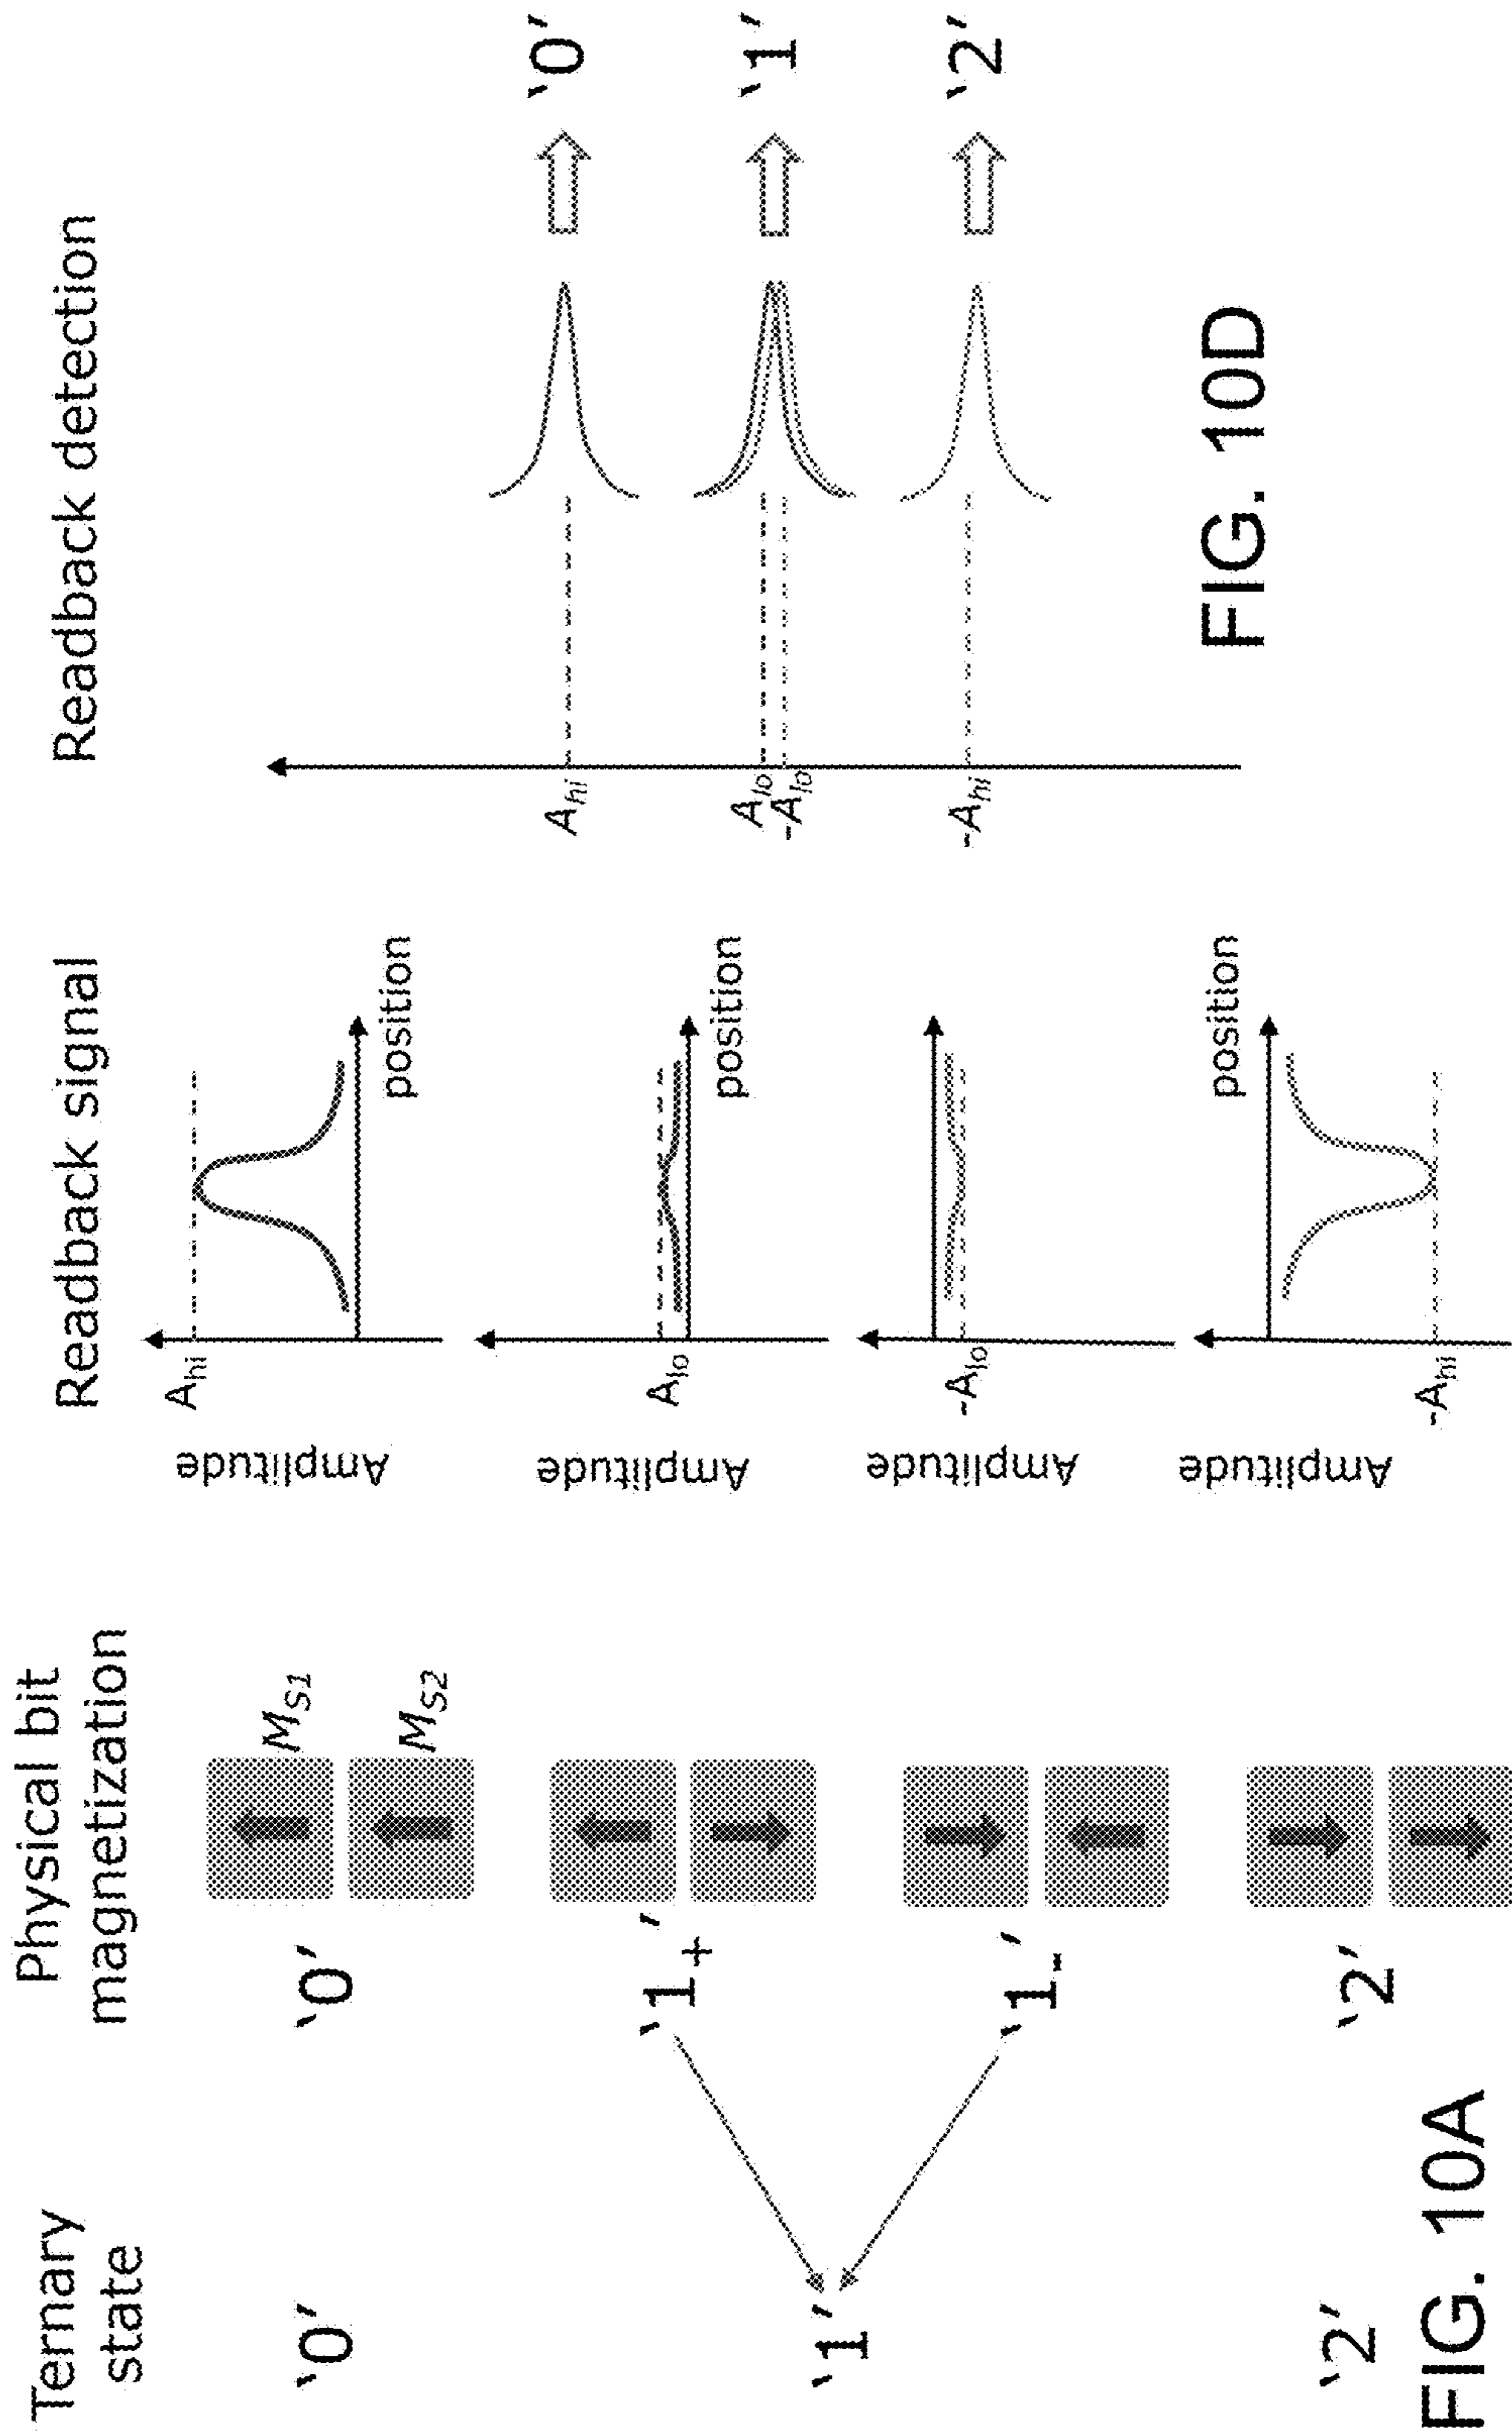 Ternary
state
Physical bit
magnetization
Readback signal
Readback detection
'0'
'0'
M_S1
M_S2
Amplitude
A_hi
position
A_hi
'0'
'1_+'
Amplitude
A_lo
position
'1'
A_lo
-A_lo
'1'
'1_-'
Amplitude
-A_lo
'2'
'2'
Amplitude
-A_hi
position
-A_hi
'2'
FIG. 10A
FIG. 10D